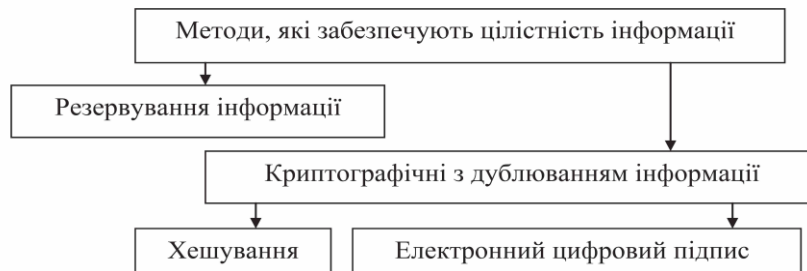 Методи, які забезпечують цілістність інформації
Резервування інформації
Криптографічні з дублюванням інформації
Хешування
Електронний цифровий підпис